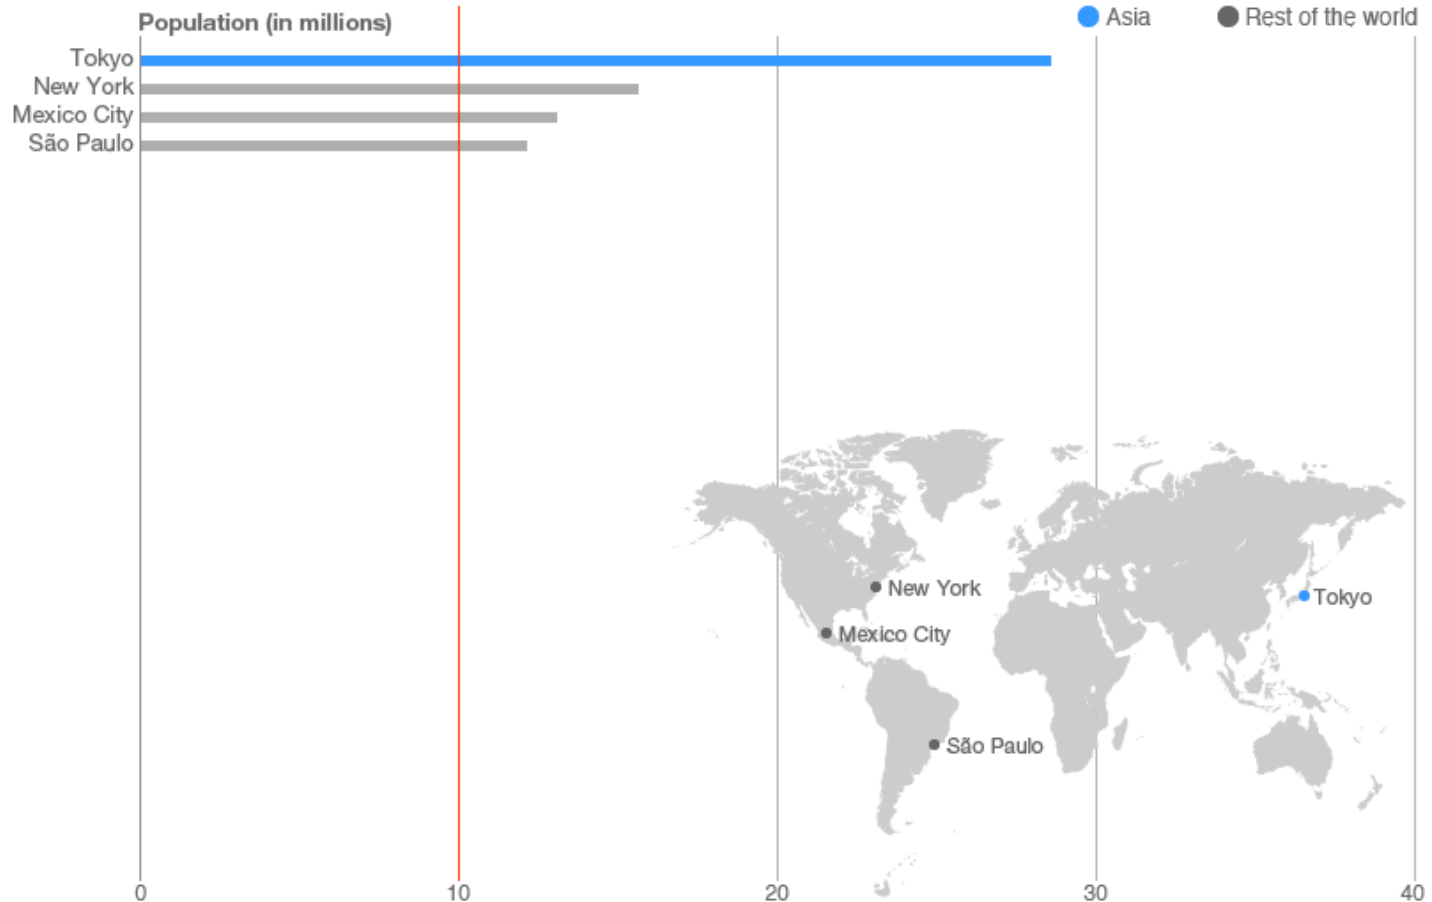 Population (in millions)
Asia
Rest of the world
Tokyo
New York
Mexico City
São Paulo
New York
Tokyo
Mexico City
São Paulo
0
10
20
30
40